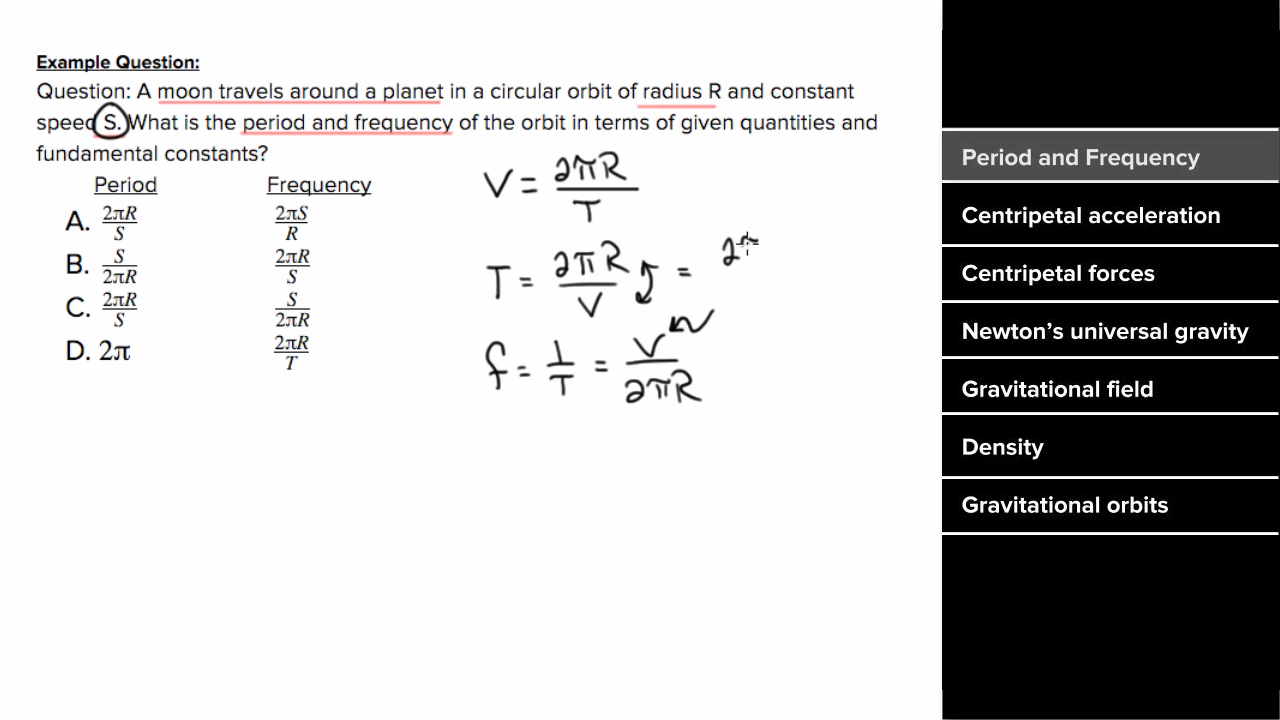 Example Question:
Question: A moon travels around a planet in a circular orbit of radius R and constant
speed S. What is the period and frequency of the orbit in terms of given quantities and
fundamental constants?
Period Frequency
A. 2πR/S 2πS/R
B. S/2πR 2πR/S
C. 2πR/S S/2πR
D. 2π 2πR/T
V = 2πR/T
T = 2πR/V = 2
f = 1/T = V/2πR
Period and Frequency
Centripetal acceleration
Centripetal forces
Newton's universal gravity
Gravitational field
Density
Gravitational orbits